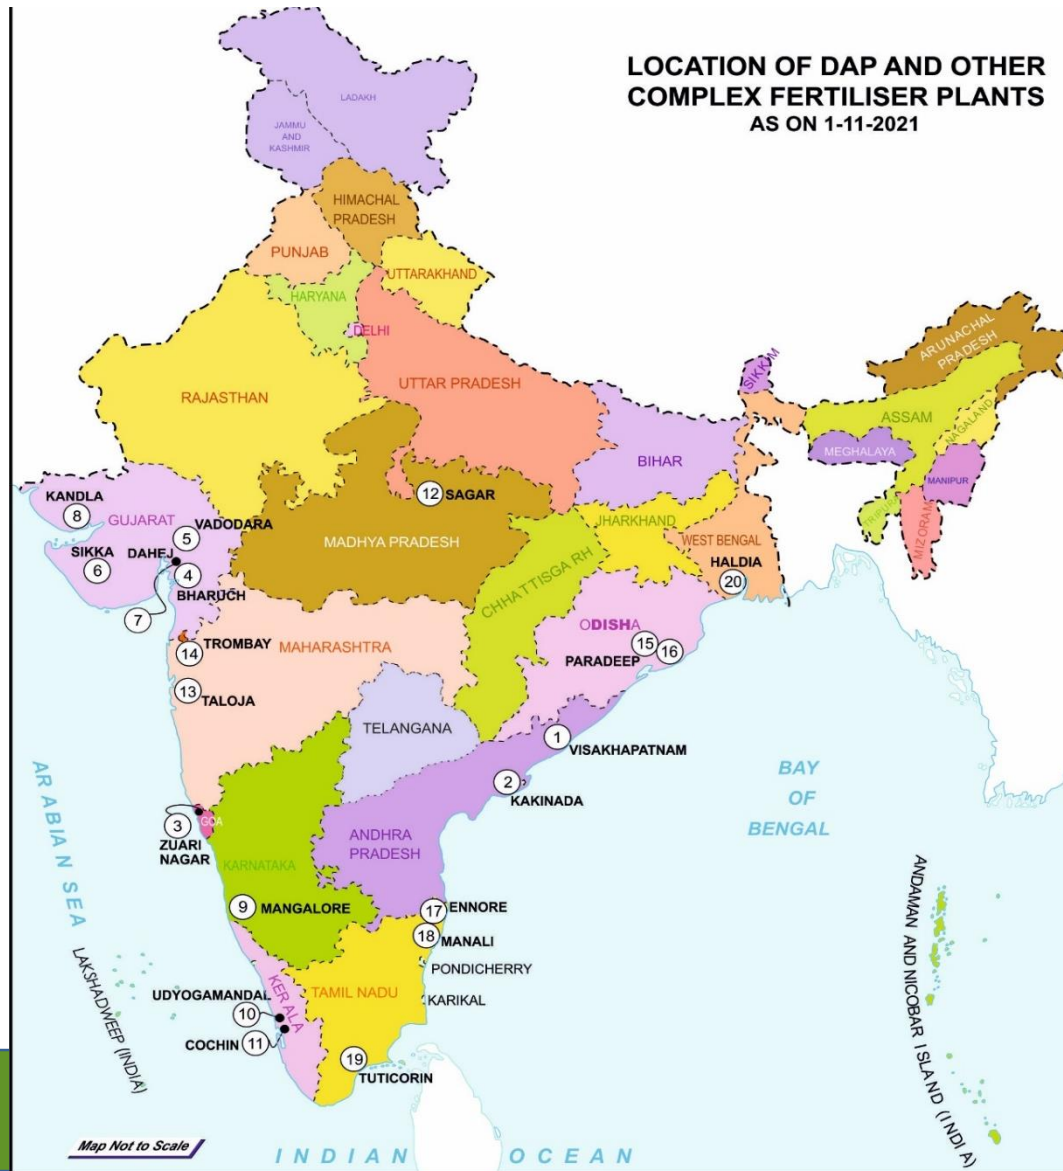 LOCATION OF DAP AND OTHER
COMPLEX FERTILISER PLANTS
AS ON 1-11-2021
LADAKH
JAMMU
AND
KASHMIR
HIMACHAL
PRADESH
PUNJAB
UTTARAKHAND
HARYANA
DELHI
RAJASTHAN
UTTAR PRADESH
SIKKIM
ARUNACHAL
PRADESH
ASSAM
NAGALAND
MEGHALAYA
MANIPUR
TRIPURA
MIZORAM
BIHAR
12 SAGAR
KANDLA
8
GUJARAT
VADODARA
5
SIKKA
6
DAHEJ
4
BHARUCH
7
MADHYA PRADESH
JHARKHAND
WEST BENGAL
HALDIA
20
CHHATTISGA RH
ODISHA
15
16
PARADEEP
TROMBAY
14
MAHARASHTRA
13
TALOJA
TELANGANA
1
VISAKHAPATNAM
2
KAKINADA
ARABIAN SEA
BAY
OF
BENGAL
3
GOA
ZUARI
NAGAR
KARNATAKA
ANDHRA
PRADESH
9 MANGALORE
17 ENNORE
18 MANALI
PONDICHERRY
KARIKAL
LAKSHADWEEP (INDIA)
UDYOGAMANDAL
10
KER ALA
TAMIL NADU
COCHIN 11
19
TUTICORIN
ANDAMAN AND NICOBAR ISLAND (INDI A)
Map Not to Scale
INDIAN OCEAN